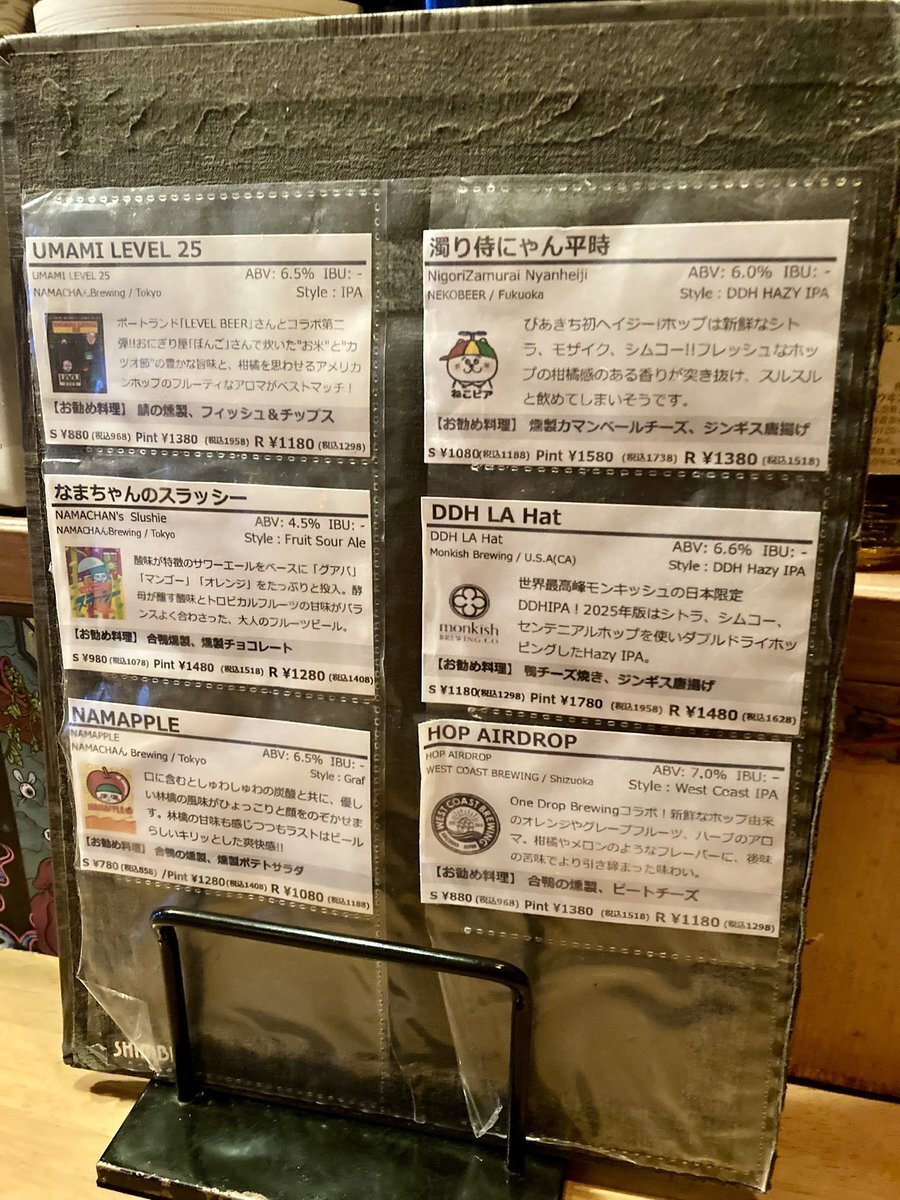 UMAMI LEVEL 25
UMAMI LEVEL 25
ABV: 6.5% IBU: -
NAMACHAんBrewing / Tokyo
Style : IPA
ポートランド「LEVEL BEER」さんとコラボ第二
弾!!おにぎり屋「ぼんご」さんで炊いた"お米"と"カ
ツオ節"の豊かな旨味と、柑橘を思わせるアメリカ
ンホップのフルーティなアロマがベストマッチ！
【お勧め料理】 鯖の燻製、フィッシュ＆チップス
S ¥880 (税込968) Pint ¥1380 (税込1958) R ¥1180 (税込1298)
なまちゃんのスラッシー
NAMACHAN's Slushie
ABV: 4.5% IBU: -
NAMACHAんBrewing / Tokyo
Style : Fruit Sour Ale
酸味が特徴のサワーエールをベースに「グアバ」
「マンゴー」「オレンジ」をたっぷりと投入。酵
母が醸す酸味とトロピカルフルーツの甘味がバラ
ンスよく合わさった、大人のフルーツビール。
【お勧め料理】 合鴨燻製、燻製チョコレート
S ¥980 (税込1078) Pint ¥1480 (税込1518) R ¥1280 (税込1408)
NAMAPPLE
NAMAPPLE
ABV: 6.5% IBU: -
NAMACHAん Brewing / Tokyo
Style : Graf
口に含むとしゅわしゅわの炭酸と共に、優し
い林檎の風味がひょっこりと顔をのぞかせま
す。林檎の甘味も感じつつもラストはビール
らしいキリッとした爽快感!!
【お勧め料理】 合鴨の燻製、燻製ポテトサラダ
S ¥780 (税込858) /Pint ¥1280(税込1408) R ¥1080 (税込1188)
濁り侍にゃん平時
NigoriZamurai Nyanheiji
ABV: 6.0% IBU: -
NEKOBEER / Fukuoka
Style : DDH HAZY IPA
ぴあきち初ヘイジー!ホップは新鮮なシト
ラ、モザイク、シムコー!!フレッシュなホッ
プの柑橘感のある香りが突き抜け、スルスル
と飲めてしまいそうです。
ねこビア
【お勧め料理】 燻製カマンベールチーズ、ジンギス唐揚げ
S ¥1080(税込1188) Pint ¥1580 (税込1738) R ¥1380 (税込1518)
DDH LA Hat
DDH LA Hat
ABV: 6.6% IBU: -
Monkish Brewing / U.S.A(CA)
Style : DDH Hazy IPA
世界最高峰モンキッシュの日本限定
DDHIPA！2025年版はシトラ、シムコー、
センテニアルホップを使いダブルドライホッ
ピングしたHazy IPA。
monkish
BREWING CO.
【お勧め料理】 鴨チーズ焼き、ジンギス唐揚げ
S ¥1180(税込1298) Pint ¥1780 (税込1958) R ¥1480 (税込1628)
HOP AIRDROP
HOP AIRDROP
ABV: 7.0% IBU: -
WEST COAST BREWING / Shizuoka
Style : West Coast IPA
One Drop Brewingコラボ！新鮮なホップ由来
のオレンジやグレープフルーツ、ハーブのアロ
マ。柑橘やメロンのようなフレーバーに、後味
の苦味でより引き締まった味わい。
WEST COAST BREWING
【お勧め料理】 合鴨の燻製、ビートチーズ
S ¥880 (税込968) Pint ¥1380 (税込1518) R ¥1180 (税込1298)